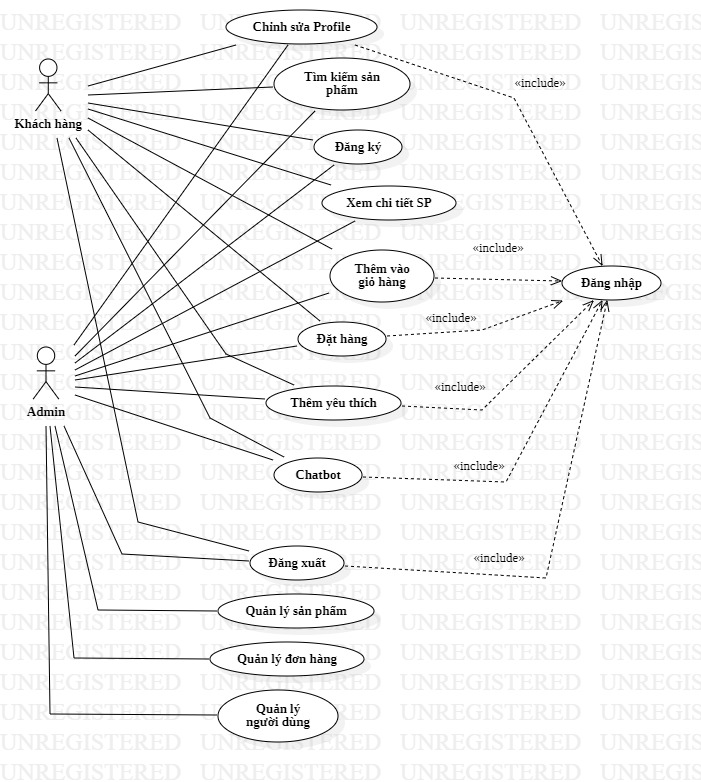 Chỉnh sửa Profile
«include»
Tìm kiếm sản
phẩm
Khách hàng
Đăng ký
Xem chi tiết SP
«include»
Thêm vào
giỏ hàng
Đăng nhập
«include»
Đặt hàng
«include»
Admin
Thêm yêu thích
«include»
Chatbot
«include»
Đăng xuất
Quản lý sản phẩm
Quản lý đơn hàng
Quản lý
người dùng
UNREGISTERED